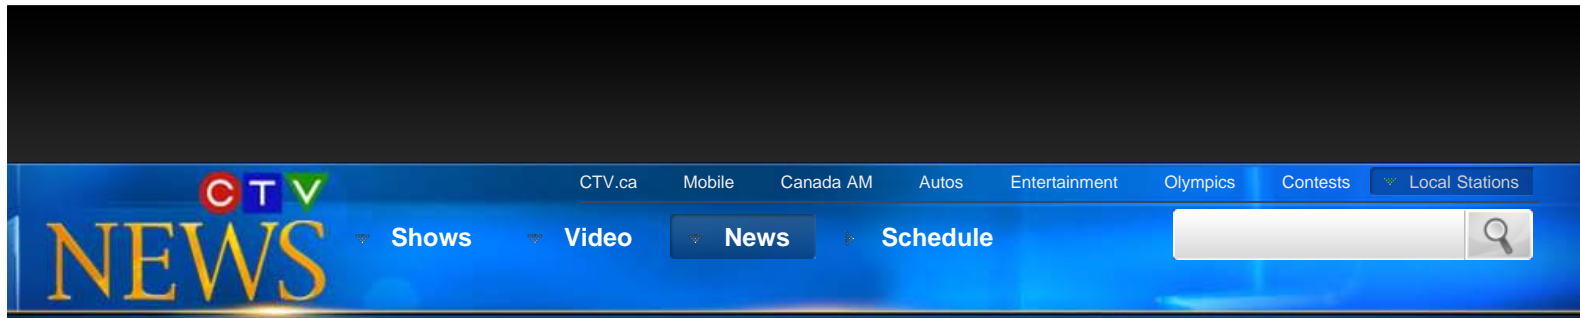 CTV
NEWS
CTV.ca Mobile Canada AM Autos Entertainment Olympics Contests Local Stations
Shows Video News Schedule